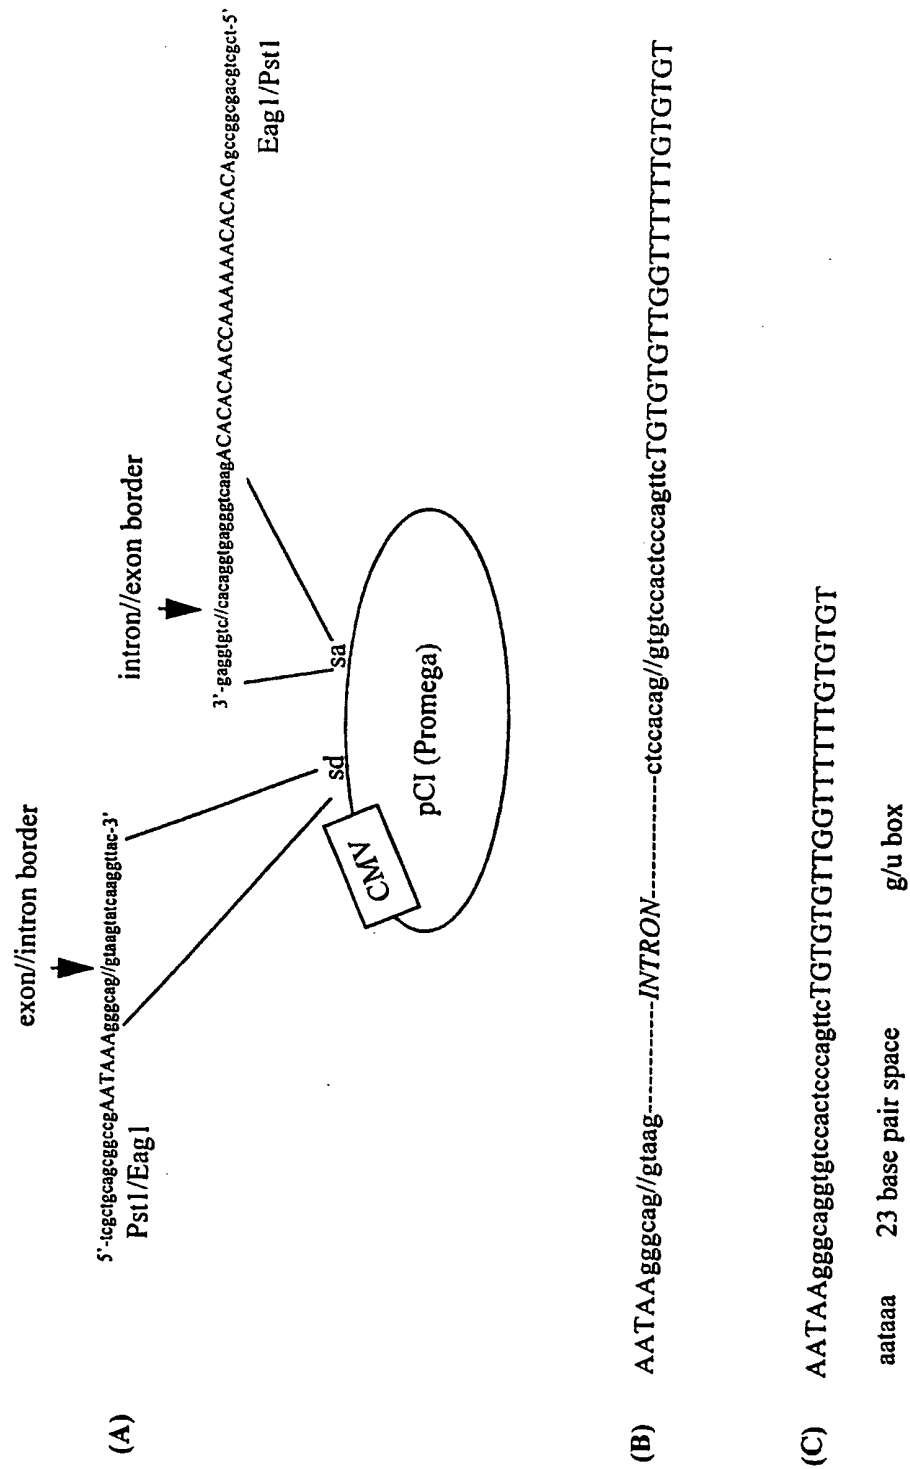 (A)
exon//intron border
5'-tcgctgcagcggccgAATAAAgggcag//gtaagtatcaaggttac-3'
Pst1/Eag1
intron//exon border
3'-gaggtgtc//cacaggtgagggtcaagACACACAACCAAAAAACACACAgccggcgacgtcgct-5'
Eag1/Pst1
sd
sa
CMV
pCI (Promega)
(B)
AATAAAgggcag//gtaag-------------INTRON-------------ctccacag//gtgtccactcccagttcTGTGTGTTGGTTTTTTGTGTGT
(C)
AATAAAgggcaggtgtccactcccagttcTGTGTGTTGGTTTTTTGTGTGT
aataaa 23 base pair space g/u box